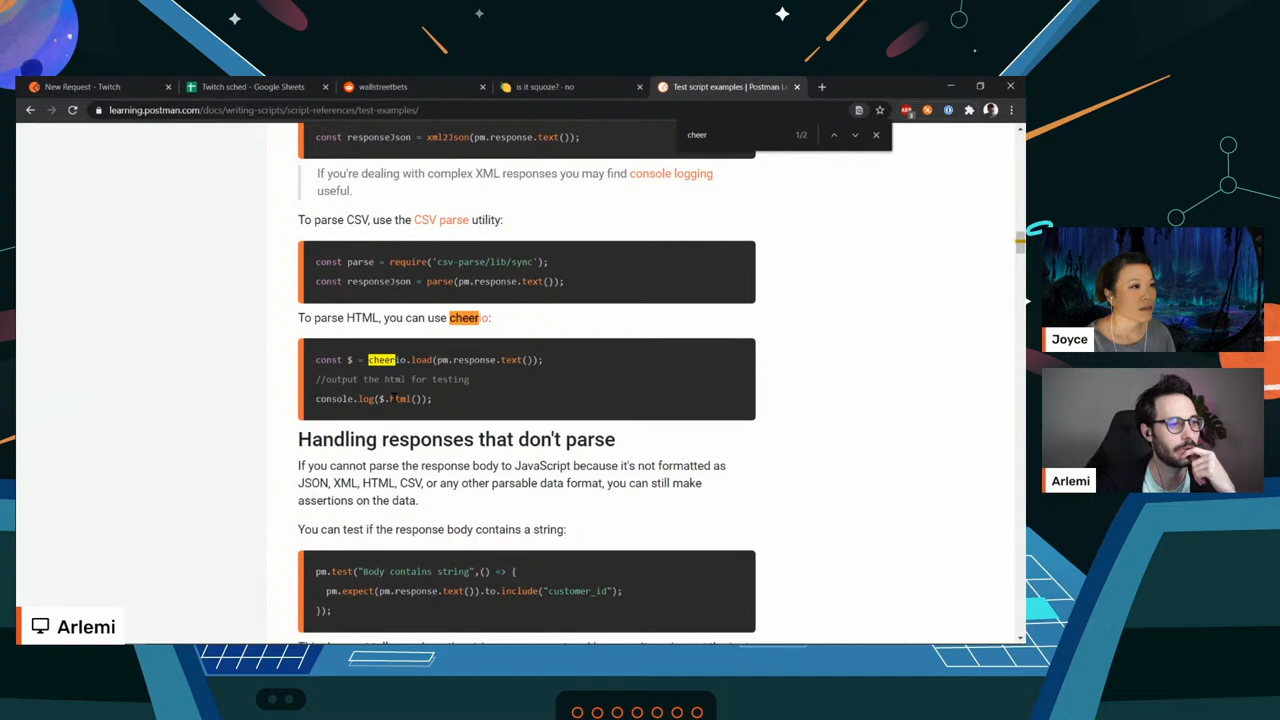 New Request - Twitch
Twitch sched - Google Sheets
wallstreetbets
is it squoze? - no
Test script examples | Postman Le
learning.postman.com/docs/writing-scripts/script-references/test-examples/
cheer
1/2
const responseJson = xml2Json(pm.response.text());
If you're dealing with complex XML responses you may find console logging
useful.
To parse CSV, use the CSV parse utility:
const parse = require('csv-parse/lib/sync');
const responseJson = parse(pm.response.text());
To parse HTML, you can use cheerio:
const $ = cheerio.load(pm.response.text());
//output the html for testing
console.log($.html());
Handling responses that don't parse
If you cannot parse the response body to JavaScript because it's not formatted as
JSON, XML, HTML, CSV, or any other parsable data format, you can still make
assertions on the data.
You can test if the response body contains a string:
pm.test("Body contains string",() => {
pm.expect(pm.response.text()).to.include("customer_id");
});
Joyce
Arlemi
Arlemi